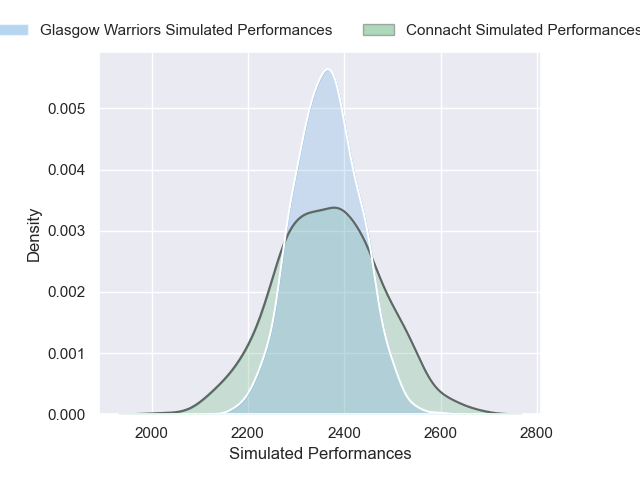 Glasgow Warriors Simulated Performances
Connacht Simulated Performances
0.005
0.004
0.003
0.002
0.001
0.000
Density
2000
2200
2400
2600
2800
Simulated Performances